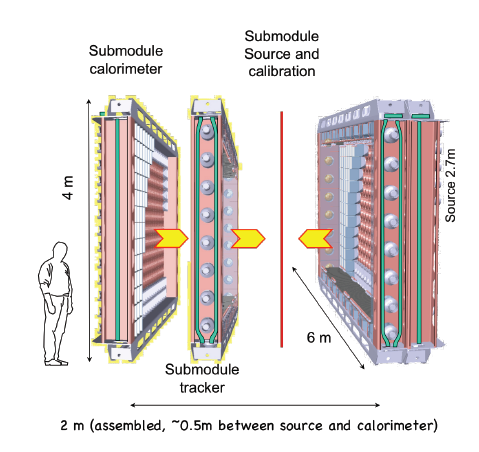 Submodule
calorimeter
Submodule
Source and
calibration
4 m
Source 2.7m
6 m
Submodule
tracker
2 m (assembled, ~0.5m between source and calorimeter)